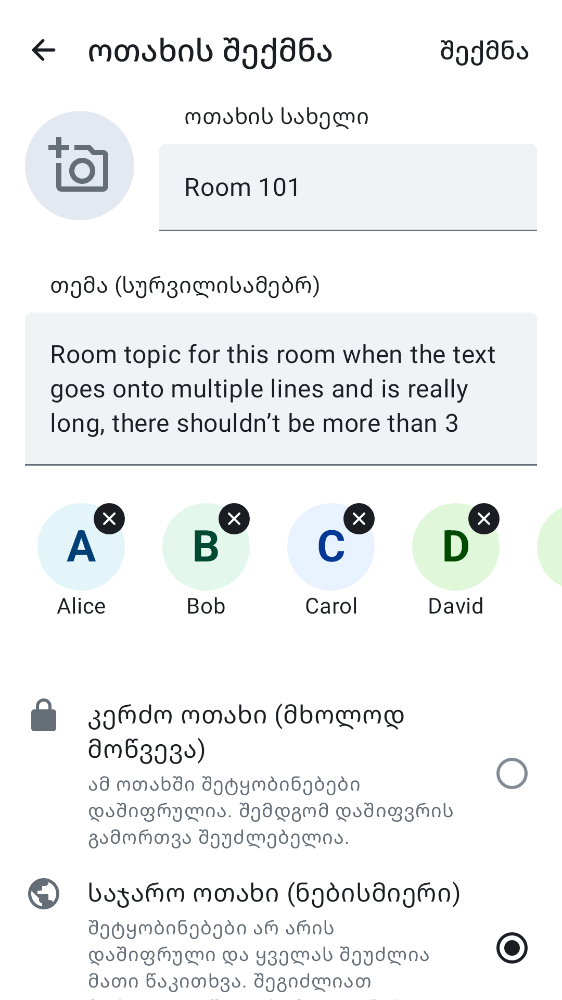 ოთახის შექმნა
შექმნა
ოთახის სახელი
Room 101
თემა (სურვილისამებრ)
Room topic for this room when the text
goes onto multiple lines and is really
long, there shouldn’t be more than 3
A
B
C
D
Alice
Bob
Carol
David
კერძო ოთახი (მხოლოდ
მოწვევა)
ამ ოთახში შეტყობინებები
დაშიფრულია. შემდგომ დაშიფვრის
გამორთვა შეუძლებელია.
საჯარო ოთახი (ნებისმიერი)
შეტყობინებები არ არის
დაშიფრული და ყველას შეუძლია
მათი წაკითხვა. შეგიძლიათ